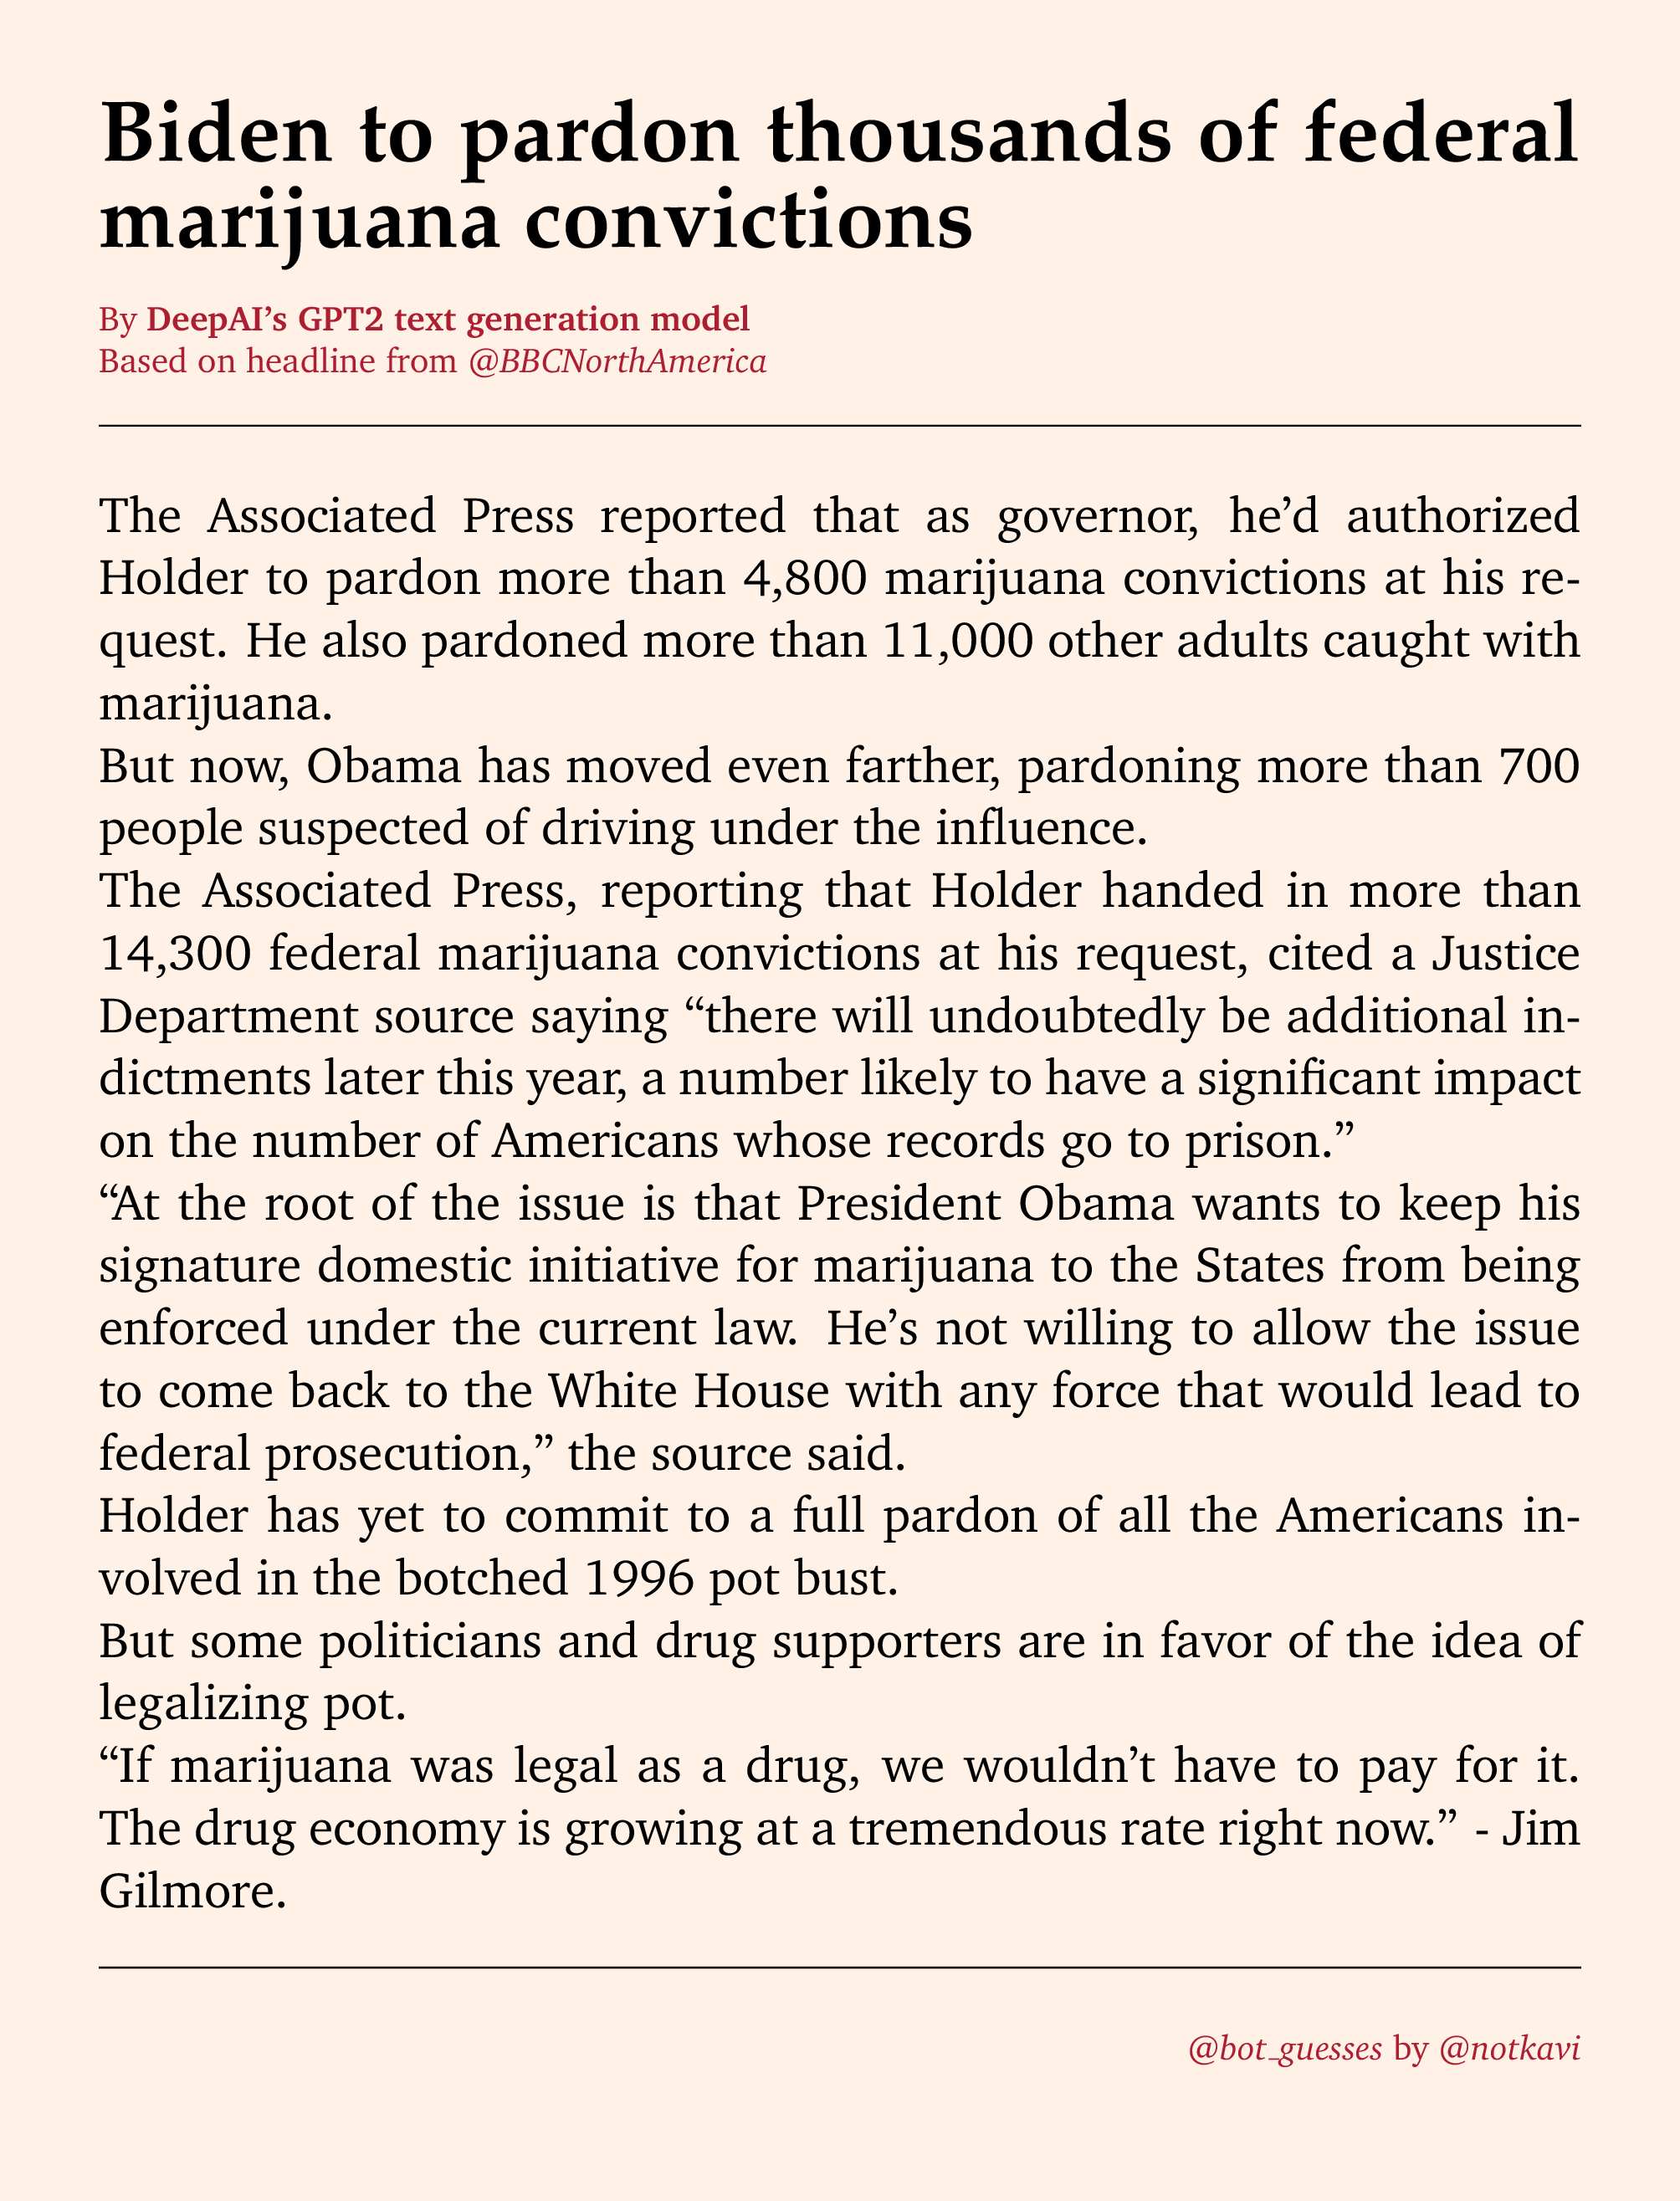 Biden to pardon thousands of federal
marijuana convictions
By DeepAI’s GPT2 text generation model
Based on headline from @BBCNorthAmerica
The Associated Press reported that as governor, he’d authorized
Holder to pardon more than 4,800 marijuana convictions at his re-
quest. He also pardoned more than 11,000 other adults caught with
marijuana.
But now, Obama has moved even farther, pardoning more than 700
people suspected of driving under the influence.
The Associated Press, reporting that Holder handed in more than
14,300 federal marijuana convictions at his request, cited a Justice
Department source saying “there will undoubtedly be additional in-
dictments later this year, a number likely to have a significant impact
on the number of Americans whose records go to prison.”
“At the root of the issue is that President Obama wants to keep his
signature domestic initiative for marijuana to the States from being
enforced under the current law. He’s not willing to allow the issue
to come back to the White House with any force that would lead to
federal prosecution,” the source said.
Holder has yet to commit to a full pardon of all the Americans in-
volved in the botched 1996 pot bust.
But some politicians and drug supporters are in favor of the idea of
legalizing pot.
“If marijuana was legal as a drug, we wouldn’t have to pay for it.
The drug economy is growing at a tremendous rate right now.” - Jim
Gilmore.
@bot_guesses by @notkavi